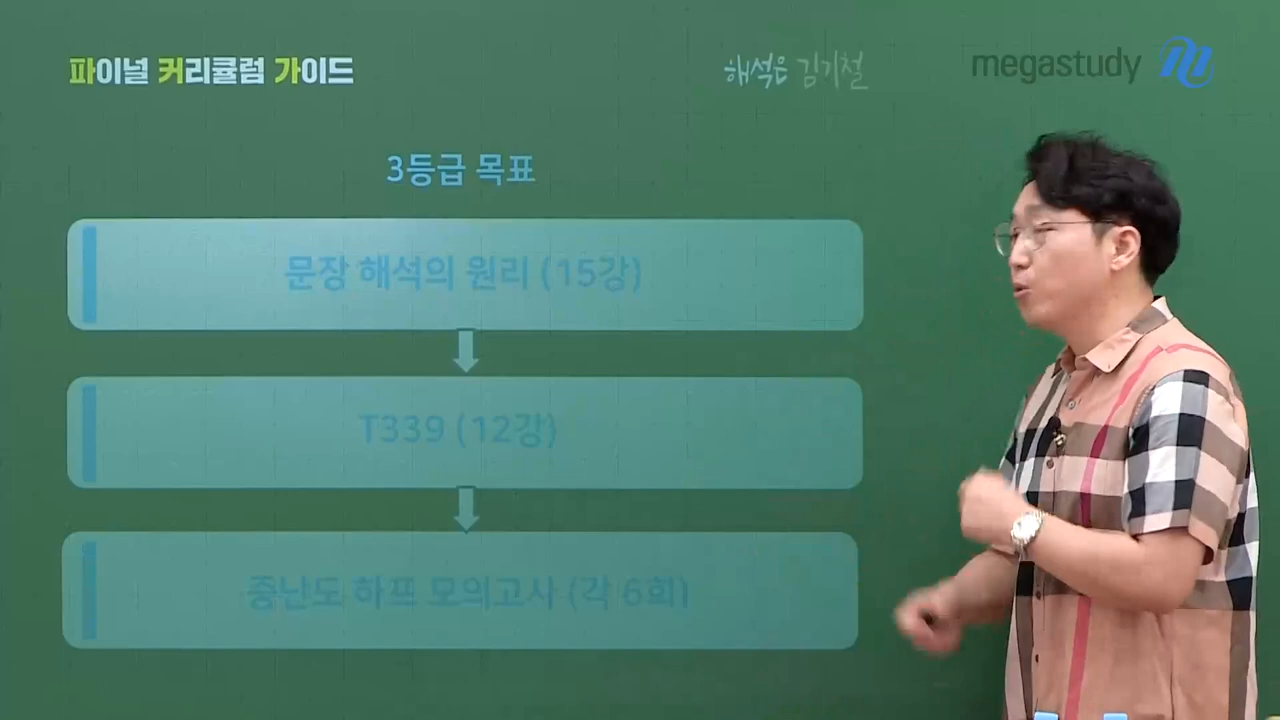 파이널 커리큘럼 가이드
해석은 김기철
megastudy
3등급 목표
문장 해석의 원리 (15강)
T339 (12강)
중난도 하프 모의고사 (각 6회)